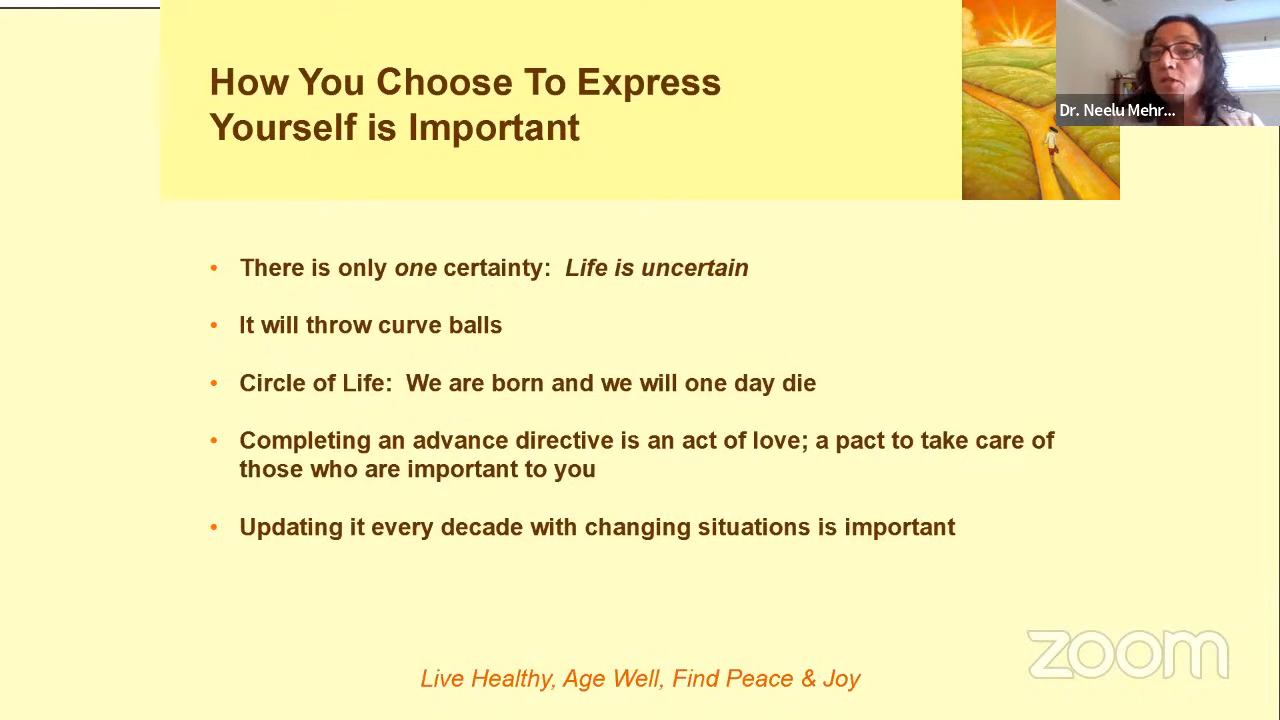 How You Choose To Express
Yourself is Important
Dr. Neelu Mehr...
• There is only one certainty:  Life is uncertain
• It will throw curve balls
• Circle of Life:  We are born and we will one day die
• Completing an advance directive is an act of love; a pact to take care of
those who are important to you
• Updating it every decade with changing situations is important
zoom
Live Healthy, Age Well, Find Peace & Joy